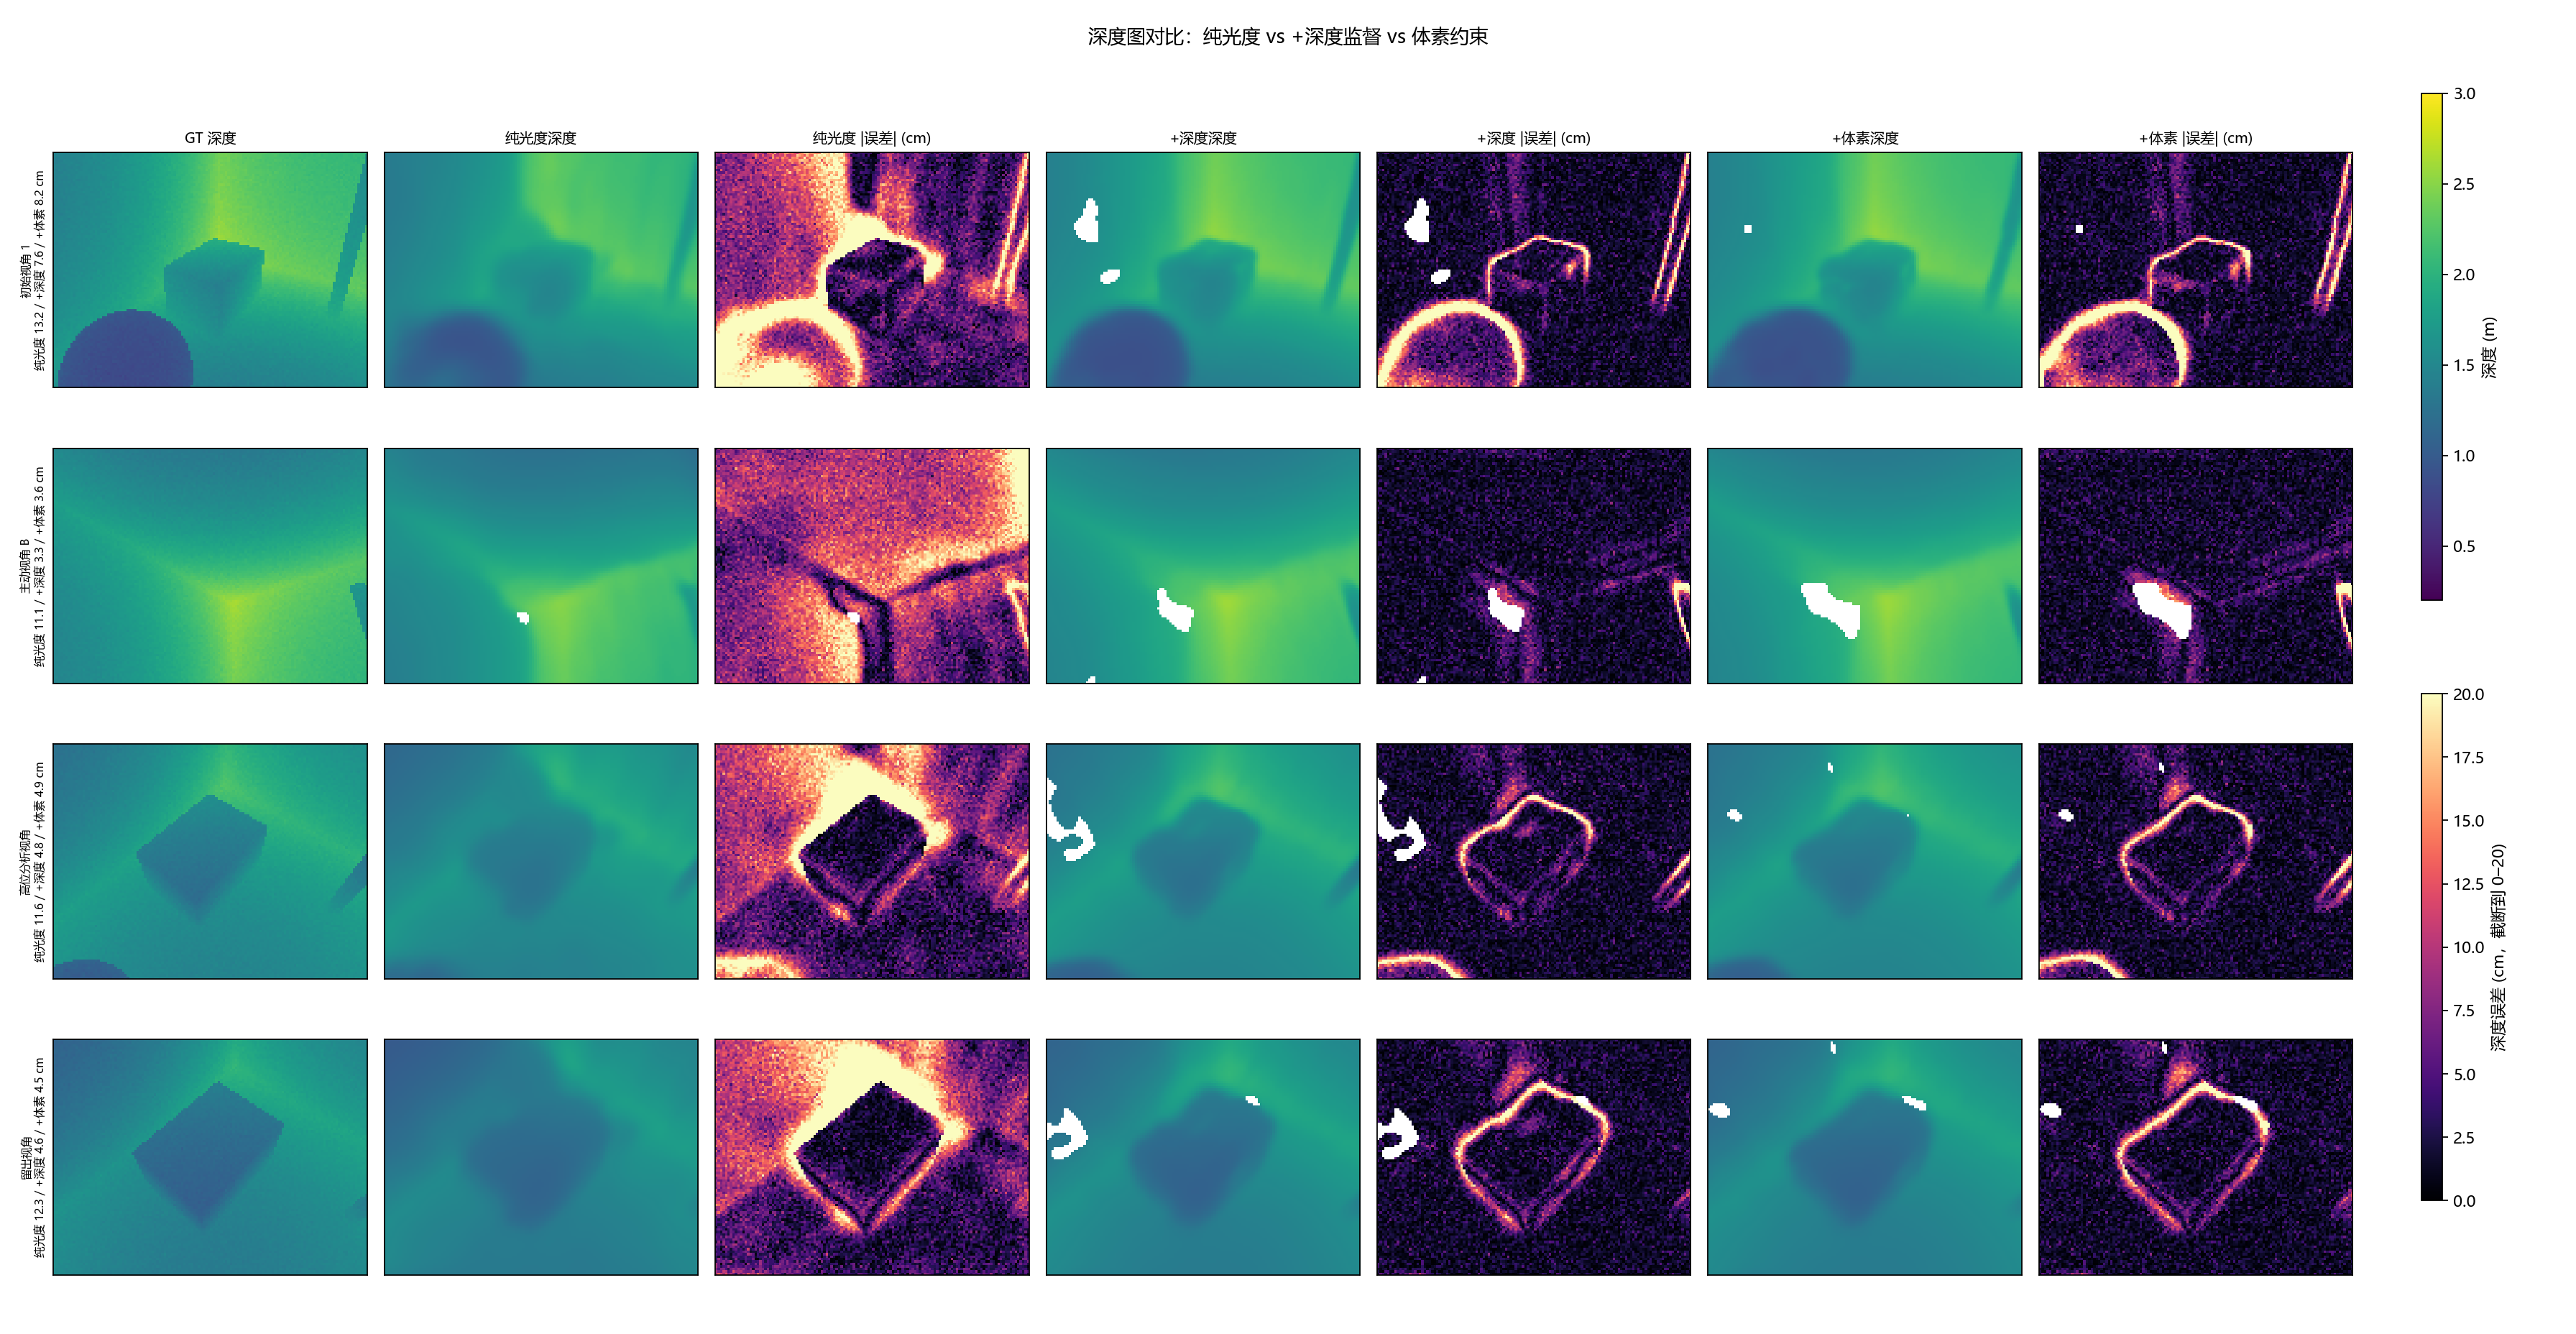 深度图对比：纯光度 vs +深度监督 vs 体素约束
GT 深度
纯光度深度
纯光度 |误差| (cm)
+深度深度
+深度 |误差| (cm)
+体素深度
+体素 |误差| (cm)
初始视角 1
纯光度 13.2 / +深度 7.6 / +体素 8.2 cm
主动视角 B
纯光度 11.1 / +深度 3.3 / +体素 3.6 cm
高位分析视角
纯光度 11.6 / +深度 4.8 / +体素 4.9 cm
留出视角
纯光度 12.3 / +深度 4.6 / +体素 4.5 cm
3.0
2.5
2.0
1.5
1.0
0.5
深度 (m)
20.0
17.5
15.0
12.5
10.0
7.5
5.0
2.5
0.0
深度误差 (cm，截断到 0–20)